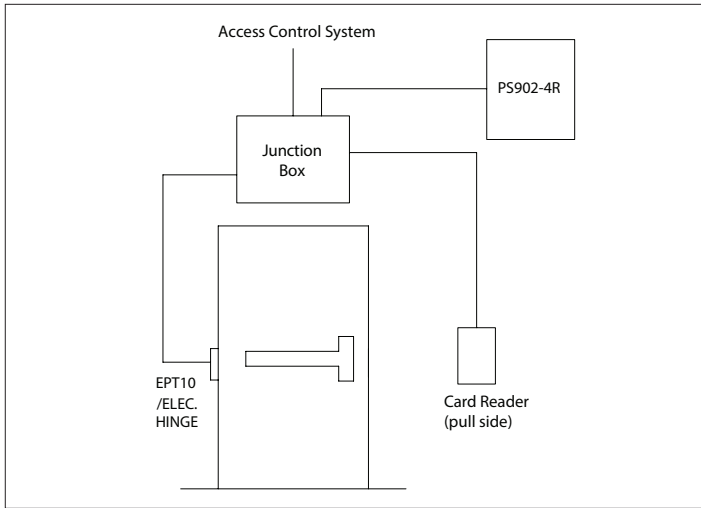 Access Control System
PS902-4R
Junction
Box
EPT10
/ELEC.
HINGE
Card Reader
(pull side)